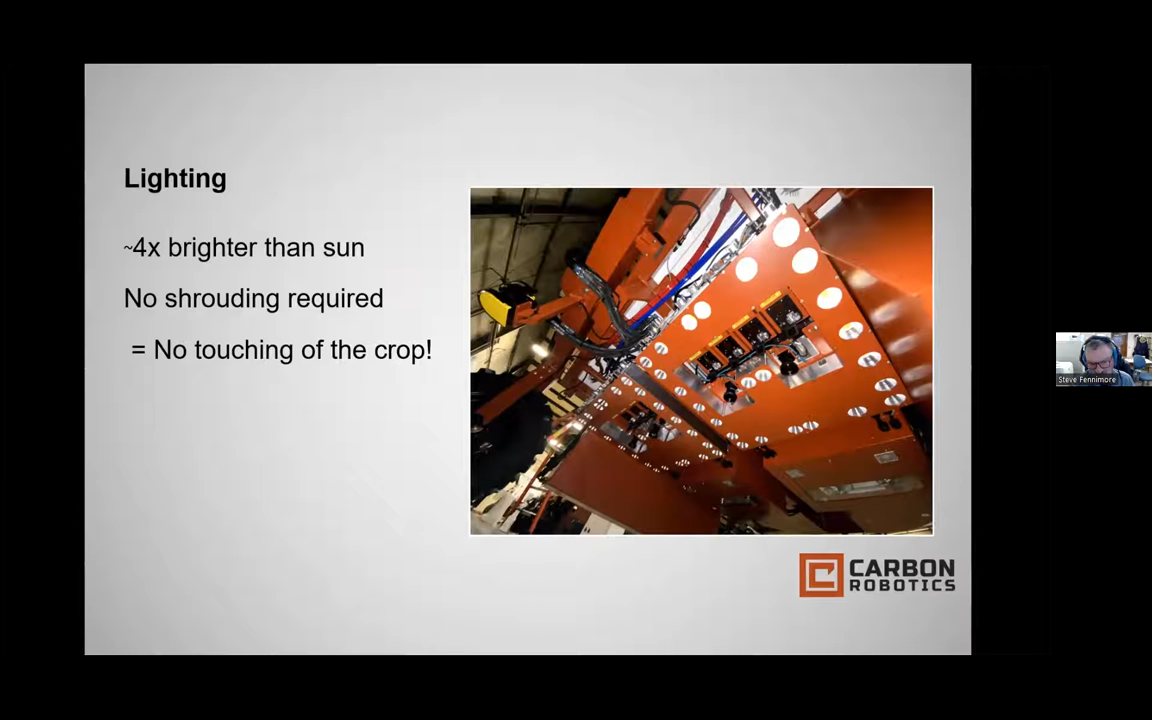 Lighting
~4x brighter than sun
No shrouding required
= No touching of the crop!
CARBON
ROBOTICS
Steve Fennimore